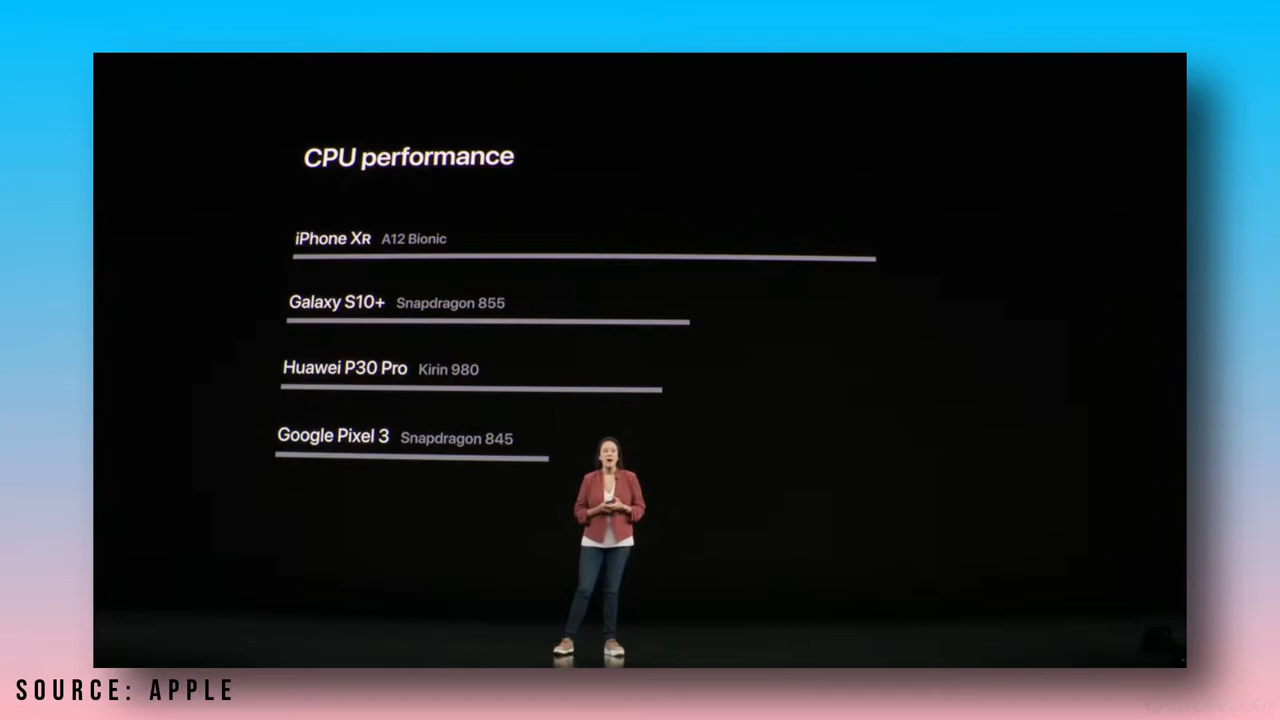 CPU performance
iPhone XR A12 Bionic
Galaxy S10+ Snapdragon 855
Huawei P30 Pro Kirin 980
Google Pixel 3 Snapdragon 845
SOURCE: APPLE